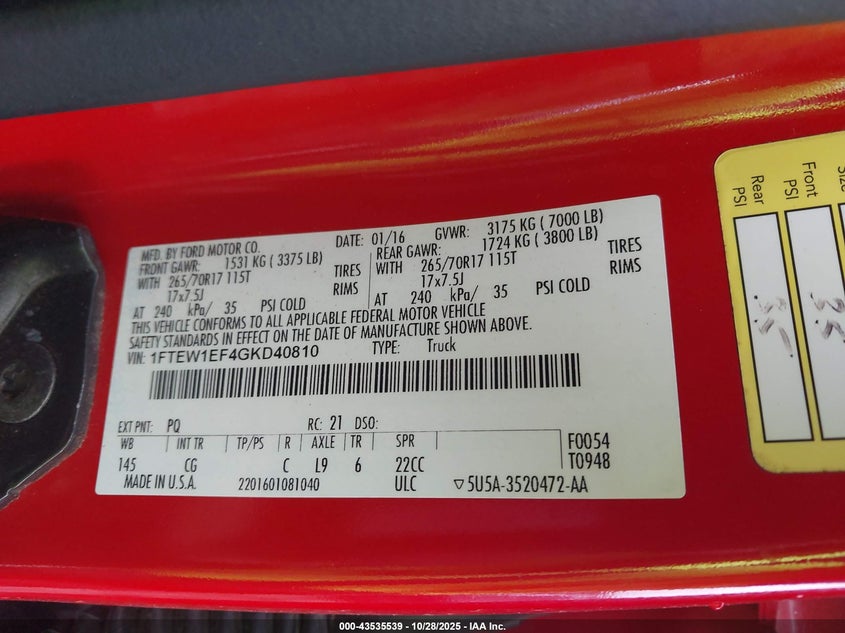 MFD. BY FORD MOTOR CO.
DATE: 01/16 GVWR: 3175 KG ( 7000 LB)
FRONT GAWR: 1531 KG ( 3375 LB)
WITH 265/70R17 115T TIRES
17x7.5J RIMS
AT 240 kPa/ 35 PSI COLD
REAR GAWR: 1724 KG ( 3800 LB)
WITH 265/70R17 115T TIRES
17x7.5J RIMS
AT 240 kPa/ 35 PSI COLD
THIS VEHICLE CONFORMS TO ALL APPLICABLE FEDERAL MOTOR VEHICLE
SAFETY STANDARDS IN EFFECT ON THE DATE OF MANUFACTURE SHOWN ABOVE.
VIN: 1FTEW1EF4GKD40810 TYPE: Truck
EXT PNT: PQ RC: 21 DSO:
WB INT TR TP/PS R AXLE TR SPR
145 CG C L9 6 22CC
F0054
T0948
MADE IN U.S.A. 2201601081040 ULC 5U5A-3520472-AA
Size
Front PSI
35
Rear PSI
35
000-43535539 - 10/28/2025 - IAA Inc.